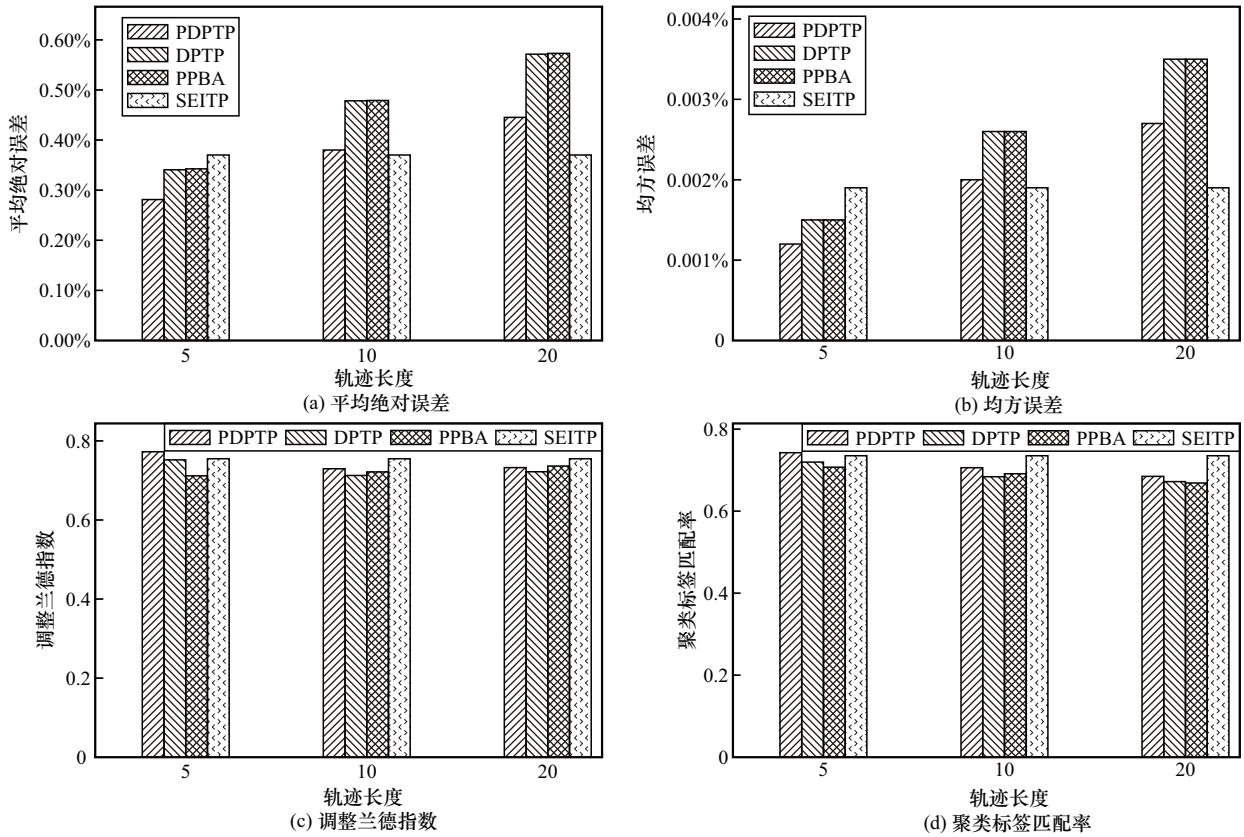 0.60%
0.50%
0.40%
0.30%
0.20%
0.10%
0.00%
平均绝对误差
PDPTP
DPTP
PPBA
SEITP
5 10 20
轨迹长度
(a) 平均绝对误差
0.004%
0.003%
0.002%
0.001%
0
均方误差
PDPTP
DPTP
PPBA
SEITP
5 10 20
轨迹长度
(b) 均方误差
0.8
0.6
0.4
0.2
0
调整兰德指数
PDPTP DPTP PPBA SEITP
5 10 20
轨迹长度
(c) 调整兰德指数
0.8
0.6
0.4
0.2
0
聚类标签匹配率
PDPTP DPTP PPBA SEITP
5 10 20
轨迹长度
(d) 聚类标签匹配率